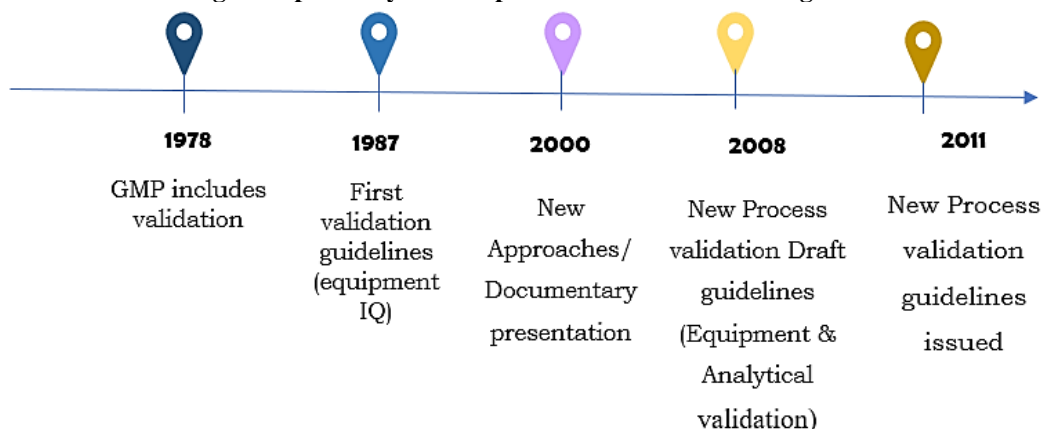 1978
GMP includes
validation
1987
First
validation
guidelines
(equipment
IQ)
2000
New
Approaches/
Documentary
presentation
2008
New Process
validation Draft
guidelines
(Equipment &
Analytical
validation)
2011
New Process
validation
guidelines
issued